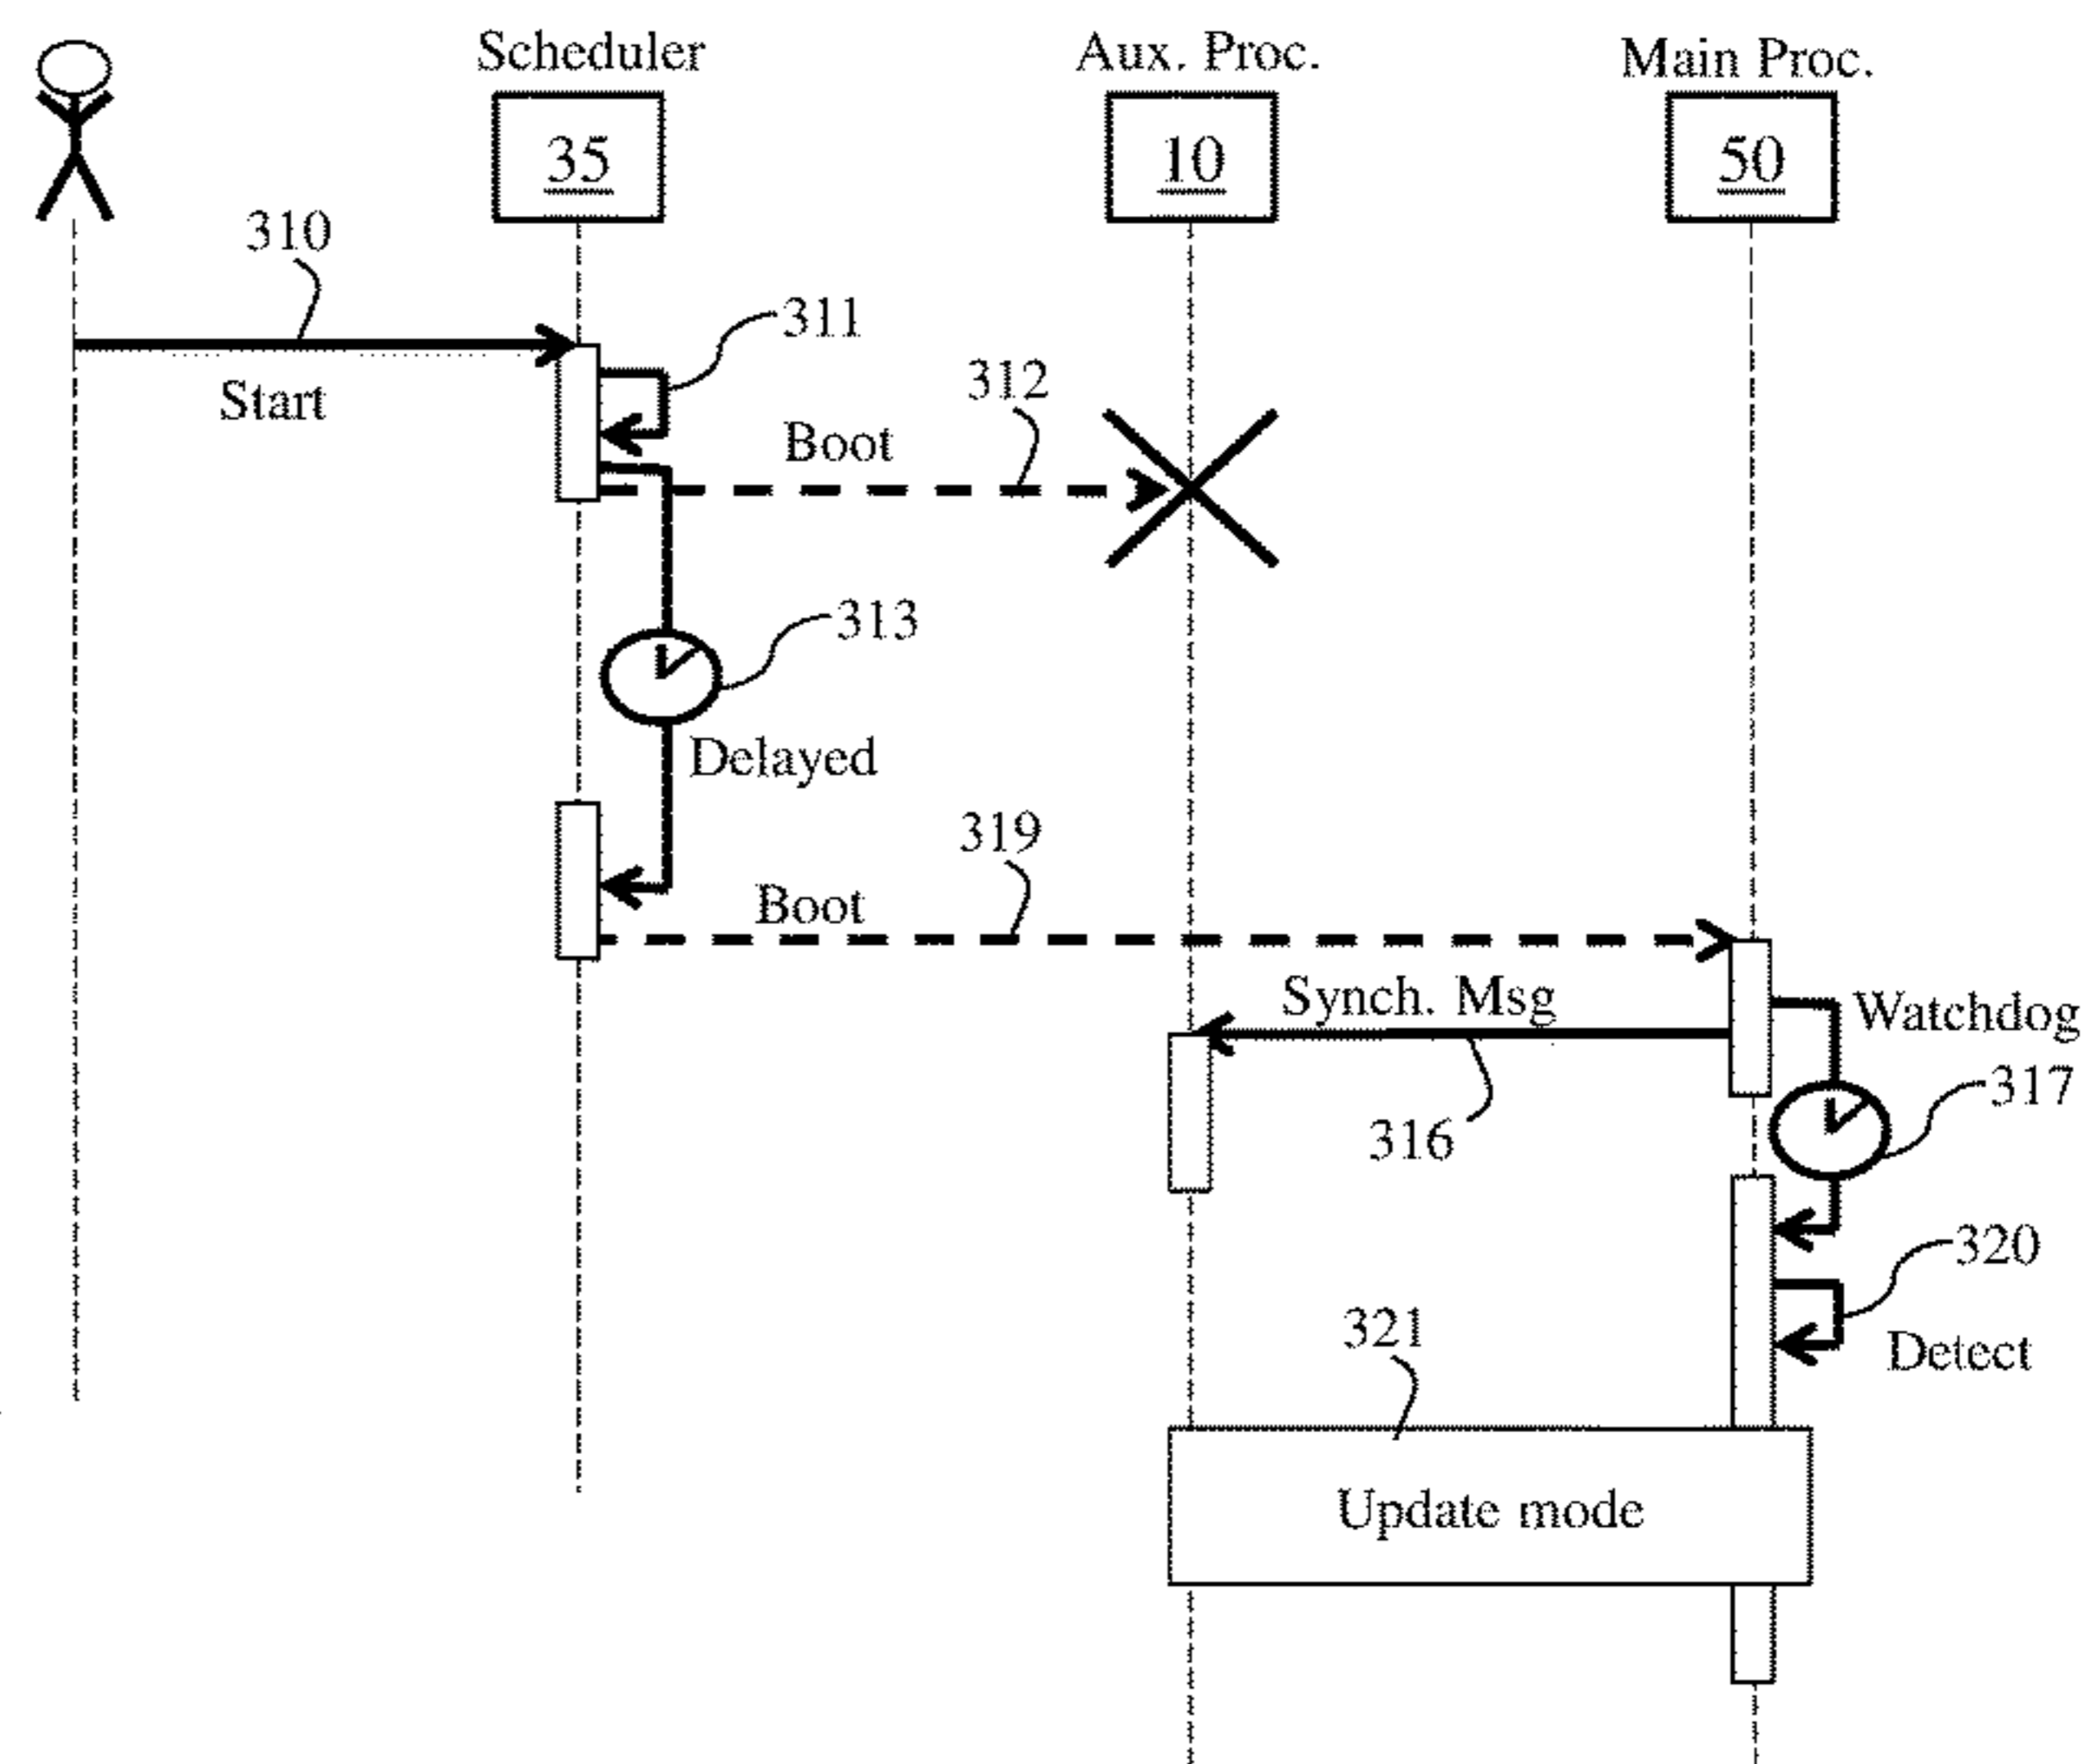 Scheduler
Aux. Proc.
Main Proc.
35
10
50
310
311
Start
312
Boot
313
Delayed
319
Boot
Synch. Msg
Watchdog
317
316
320
321
Detect
Update mode